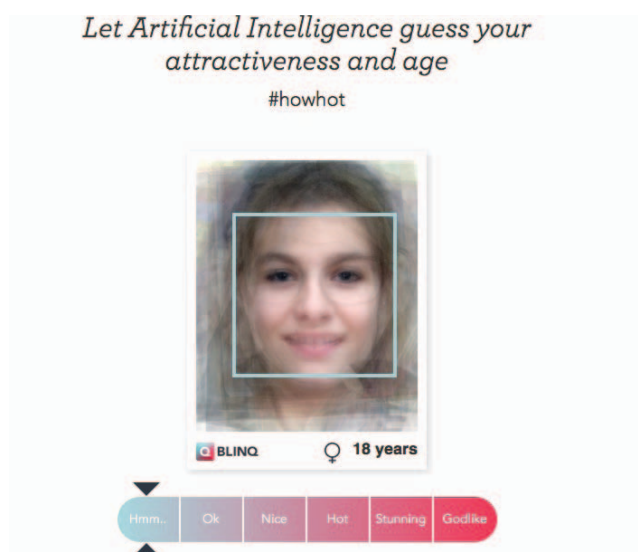 Let Artificial Intelligence guess your
attractiveness and age
#howhot
BLINQ ♀ 18 years
Hmm.. Ok Nice Hot Stunning Godlike